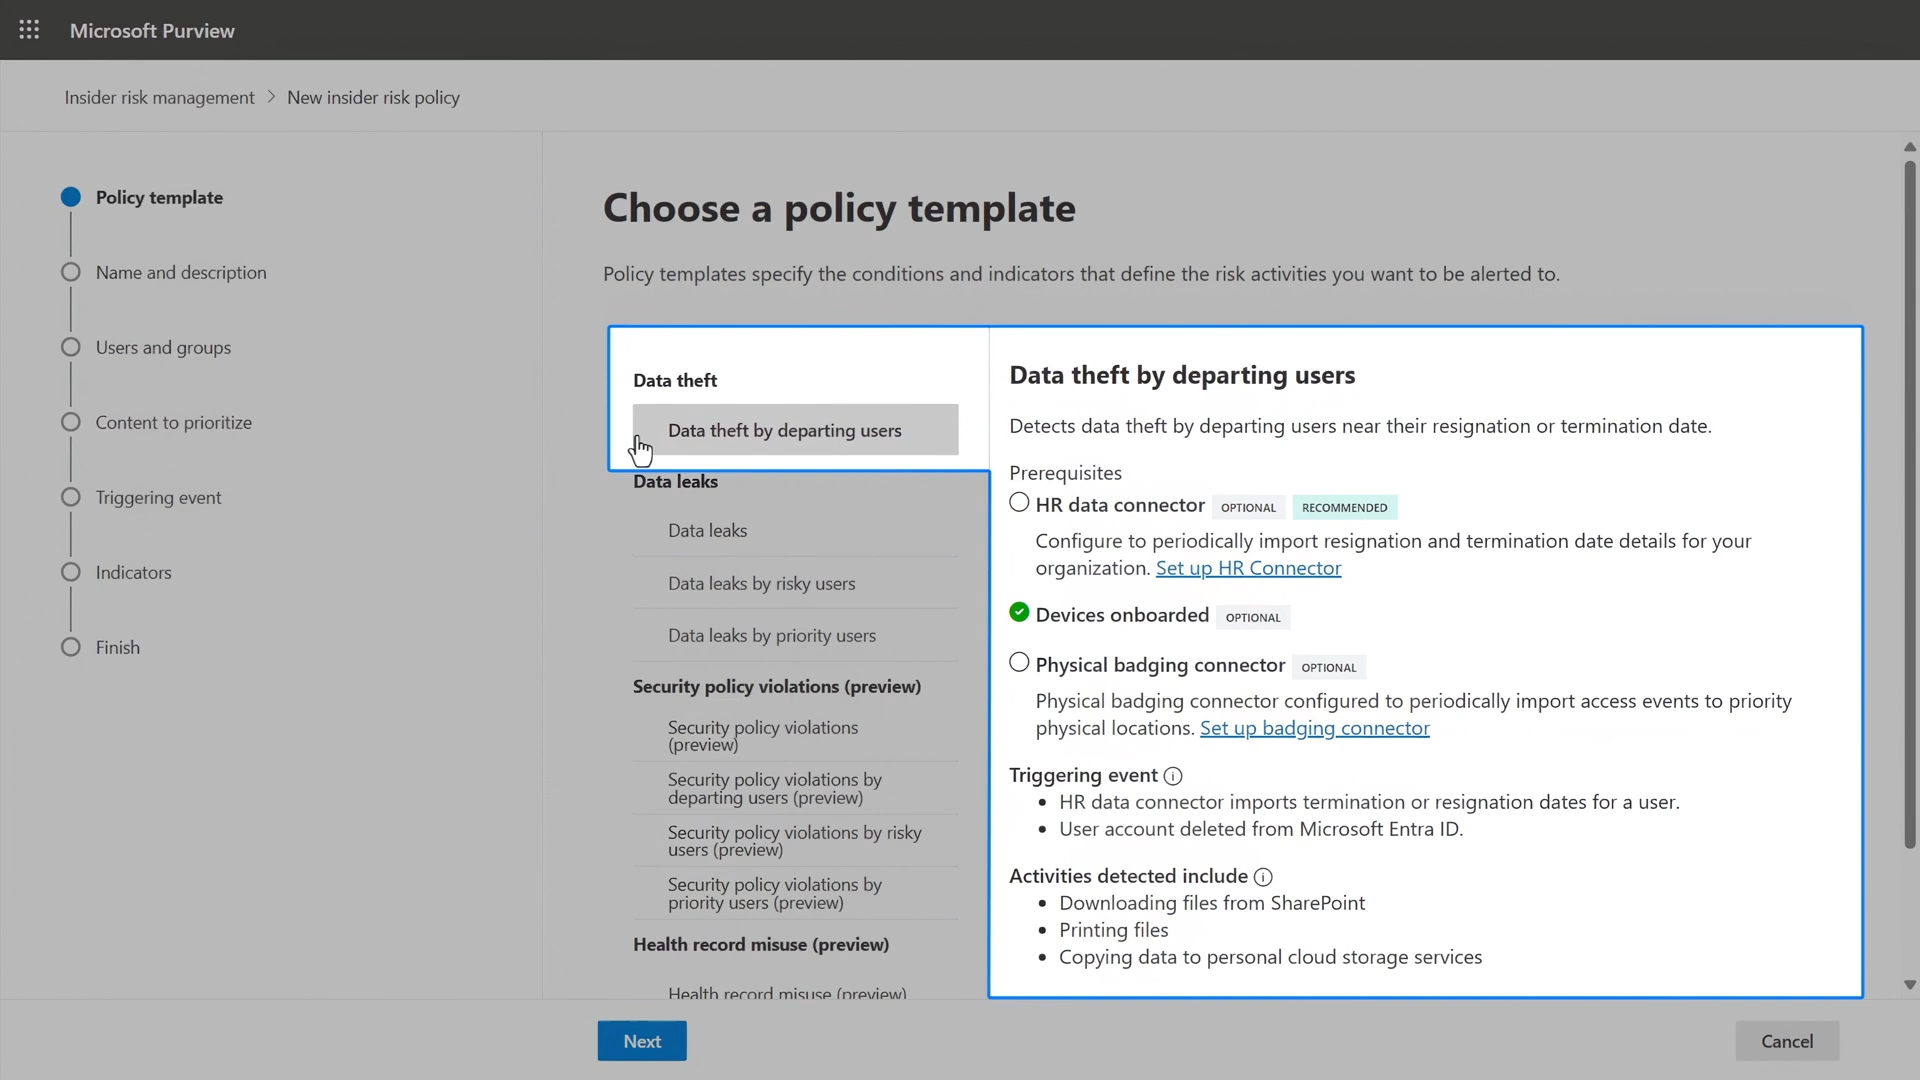 Microsoft Purview
Insider risk management > New insider risk policy
Policy template
Name and description
Users and groups
Content to prioritize
Triggering event
Indicators
Finish
Choose a policy template
Policy templates specify the conditions and indicators that define the risk activities you want to be alerted to.
Data theft
Data theft by departing users
Data leaks
Data leaks
Data leaks by risky users
Data leaks by priority users
Security policy violations (preview)
Security policy violations
(preview)
Security policy violations by
departing users (preview)
Security policy violations by risky
users (preview)
Security policy violations by
priority users (preview)
Health record misuse (preview)
Health record misuse (preview)
Data theft by departing users
Detects data theft by departing users near their resignation or termination date.
Prerequisites
HR data connector OPTIONAL RECOMMENDED
Configure to periodically import resignation and termination date details for your
organization. Set up HR Connector
Devices onboarded OPTIONAL
Physical badging connector OPTIONAL
Physical badging connector configured to periodically import access events to priority
physical locations. Set up badging connector
Triggering event
• HR data connector imports termination or resignation dates for a user.
• User account deleted from Microsoft Entra ID.
Activities detected include
• Downloading files from SharePoint
• Printing files
• Copying data to personal cloud storage services
Next
Cancel